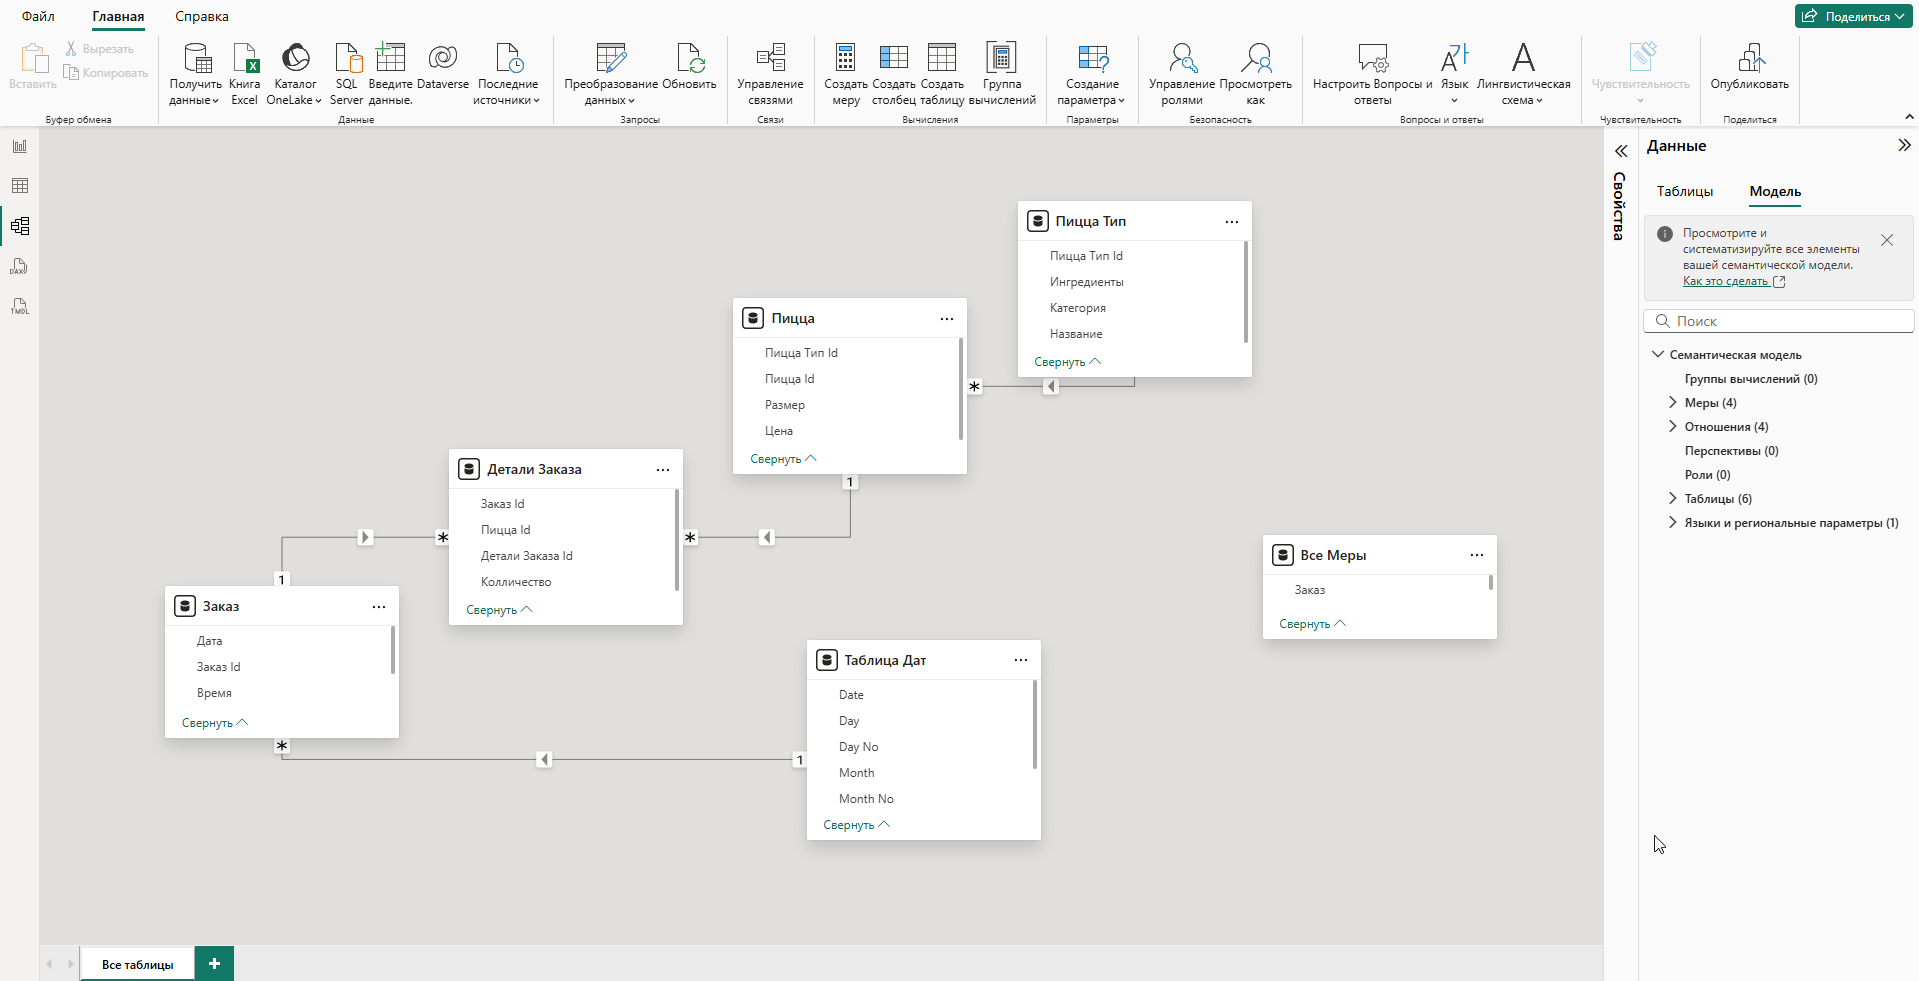 Файл
Главная
Справка
Поделиться
Вставить
Вырезать
Копировать
Буфер обмена
Получить
данные
Книга
Excel
Каталог
OneLake
SQL
Server
Введите
данные.
Dataverse
Последние
источники
Данные
Преобразование
данных
Обновить
Запросы
Управление
связями
Связи
Создать
меру
Создать
столбец
Создать
таблицу
Группа
вычислений
Вычисления
Создание
параметра
Параметры
Управление
ролями
Просмотреть
как
Безопасность
Настроить Вопросы и
ответы
Язык
Лингвистическая
схема
Вопросы и ответы
Чувствительность
Чувствительность
Опубликовать
Поделиться
DAX
TMDL
Пицца Тип
Пицца Тип Id
Ингредиенты
Категория
Название
Свернуть
Пицца
Пицца Тип Id
Пицца Id
Размер
Цена
Свернуть
*
1
Детали Заказа
Заказ Id
Пицца Id
Детали Заказа Id
Колличество
Свернуть
*
*
1
Заказ
Дата
Заказ Id
Время
Свернуть
*
1
Таблица Дат
Date
Day
Day No
Month
Month No
Свернуть
Все Меры
Заказ
Свернуть
Все таблицы
+
Свойства
Данные
Таблицы
Модель
Просмотрите и
систематизируйте все элементы
вашей семантической модели.
Как это сделать
Поиск
Семантическая модель
Группы вычислений (0)
Меры (4)
Отношения (4)
Перспективы (0)
Роли (0)
Таблицы (6)
Языки и региональные параметры (1)